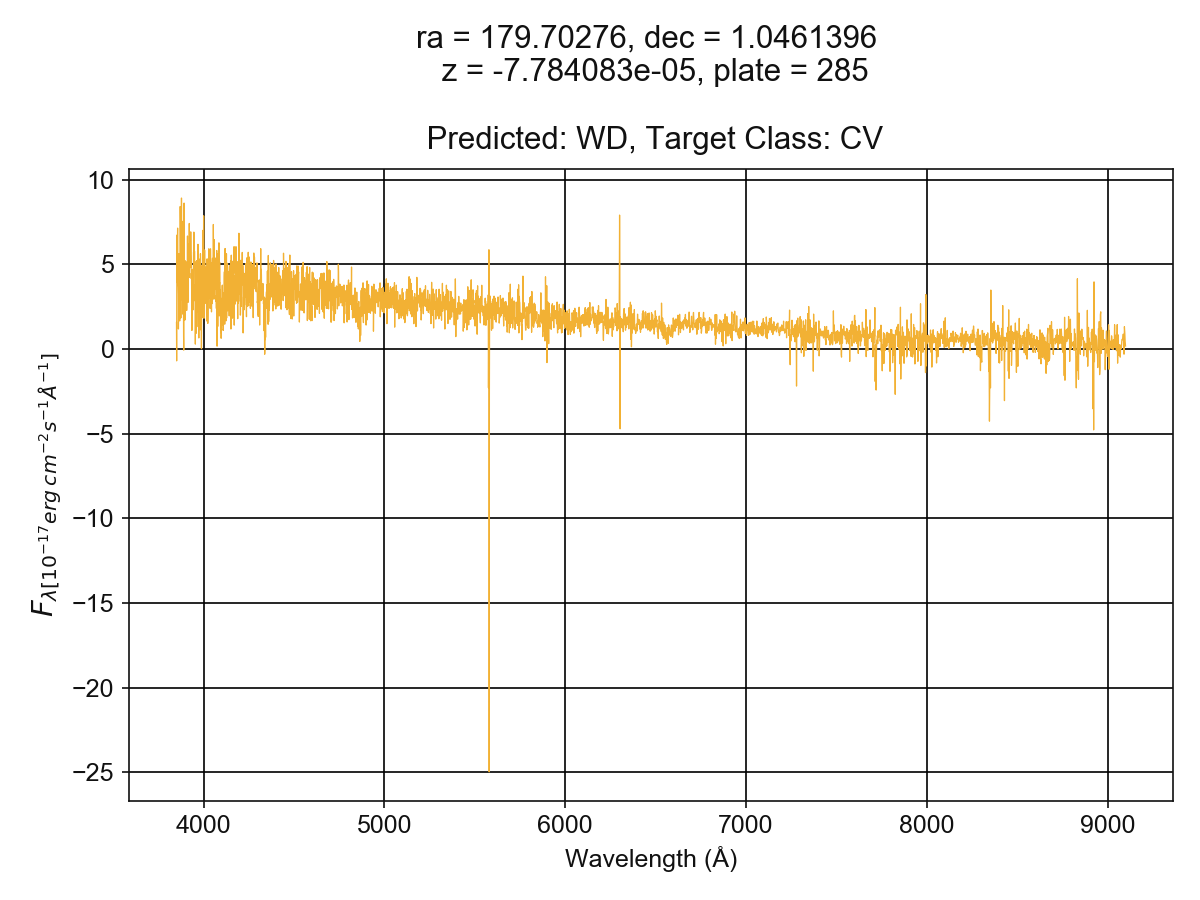 ra = 179.70276, dec = 1.0461396
z = -7.784083e-05, plate = 285
Predicted: WD, Target Class: CV
10
5
0
−5
−10
−15
−20
−25
F_{λ[10^{−17} erg cm^{−2} s^{−1} Å^{−1}]}
4000 5000 6000 7000 8000 9000
Wavelength (Å)